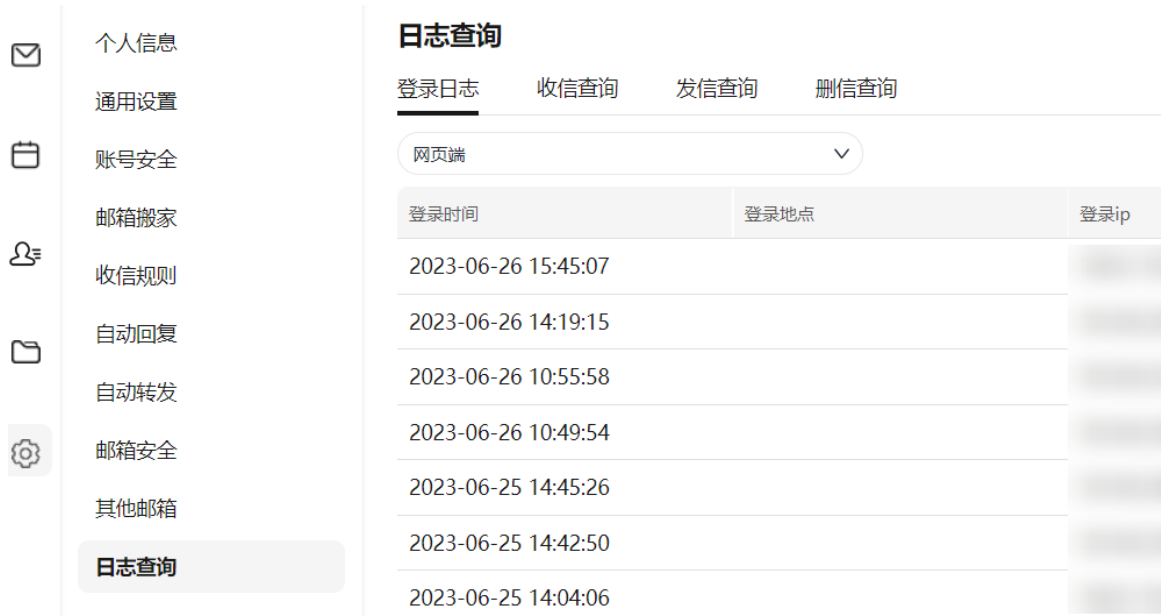 个人信息
通用设置
账号安全
邮箱搬家
收信规则
自动回复
自动转发
邮箱安全
其他邮箱
日志查询
日志查询
登录日志 收信查询 发信查询 删信查询
网页端
登录时间 登录地点 登录ip
2023-06-26 15:45:07
2023-06-26 14:19:15
2023-06-26 10:55:58
2023-06-26 10:49:54
2023-06-25 14:45:26
2023-06-25 14:42:50
2023-06-25 14:04:06